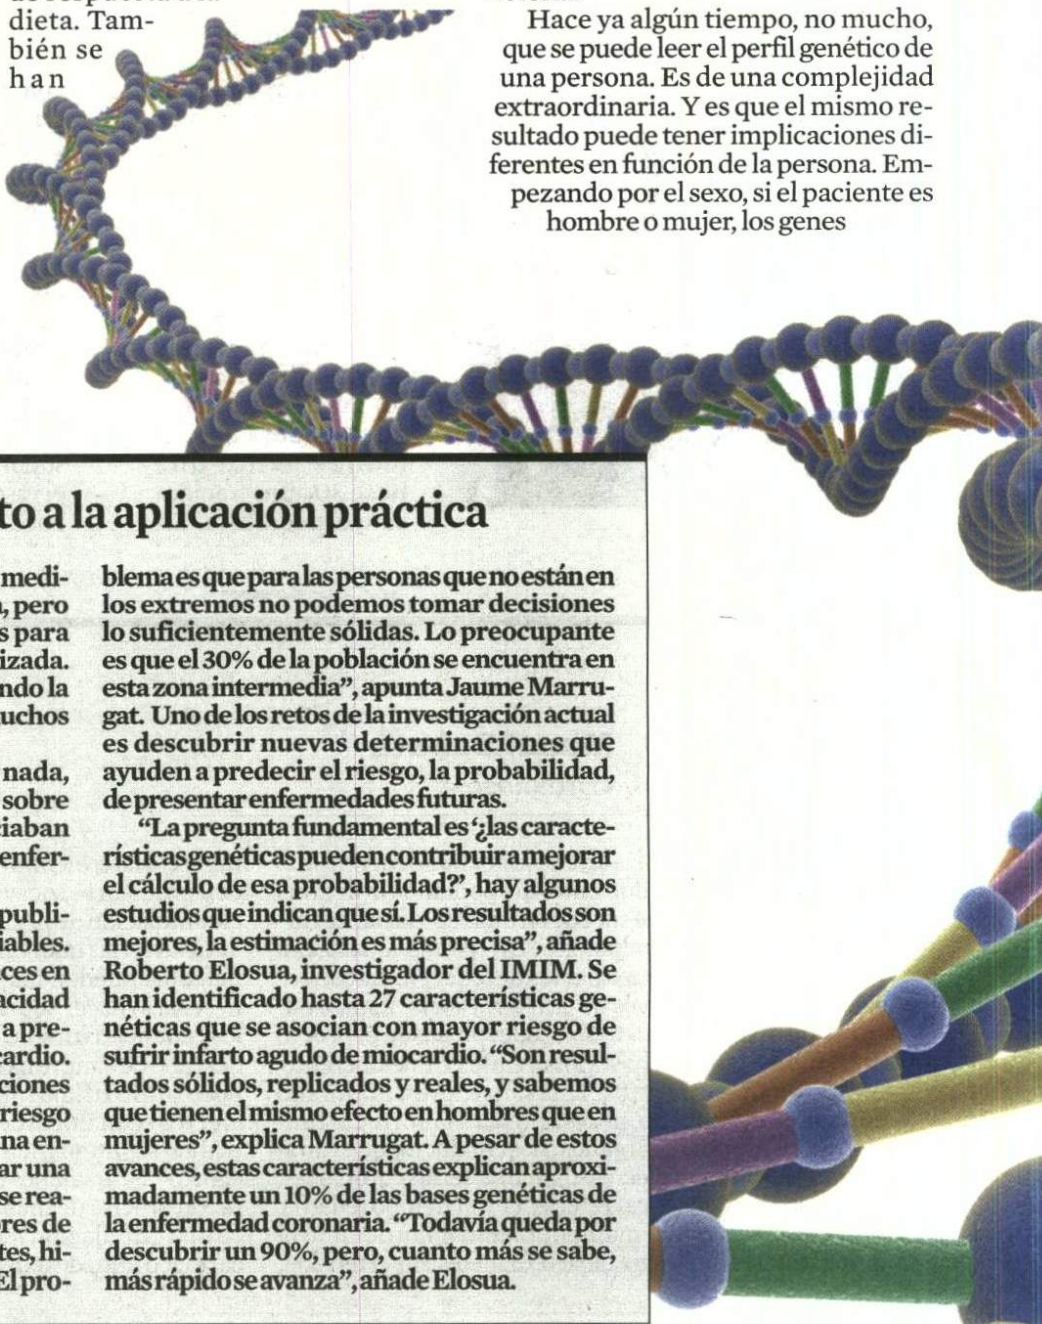 dieta. Tam-
bién se
han
Hace ya algún tiempo, no mucho,
que se puede leer el perfil genético de
una persona. Es de una complejidad
extraordinaria. Y es que el mismo re-
sultado puede tener implicaciones di-
ferentes en función de la persona. Em-
pezando por el sexo, si el paciente es
hombre o mujer, los genes
to a la aplicación práctica
medi-
, pero
s para
izada.
ndo la
uchos
nada,
sobre
ciaban
enfer-
publi-
iables.
ces en
acidad
a pre-
cardio.
ciones
riesgo
na en-
ar una
se rea-
res de
tes, hi-
El pro-
blema es que para las personas que no están en
los extremos no podemos tomar decisiones
lo suficientemente sólidas. Lo preocupante
es que el 30% de la población se encuentra en
esta zona intermedia”, apunta Jaume Marru-
gat. Uno de los retos de la investigación actual
es descubrir nuevas determinaciones que
ayuden a predecir el riesgo, la probabilidad,
de presentar enfermedades futuras.
“La pregunta fundamental es ‘¿las caracte-
rísticas genéticas pueden contribuir a mejorar
el cálculo de esa probabilidad?’, hay algunos
estudios que indican que sí. Los resultados son
mejores, la estimación es más precisa”, añade
Roberto Elosua, investigador del IMIM. Se
han identificado hasta 27 características ge-
néticas que se asocian con mayor riesgo de
sufrir infarto agudo de miocardio. “Son resul-
tados sólidos, replicados y reales, y sabemos
que tienen el mismo efecto en hombres que en
mujeres”, explica Marrugat. A pesar de estos
avances, estas características explican aproxi-
madamente un 10% de las bases genéticas de
la enfermedad coronaria. “Todavía queda por
descubrir un 90%, pero, cuanto más se sabe,
más rápido se avanza”, añade Elosua.